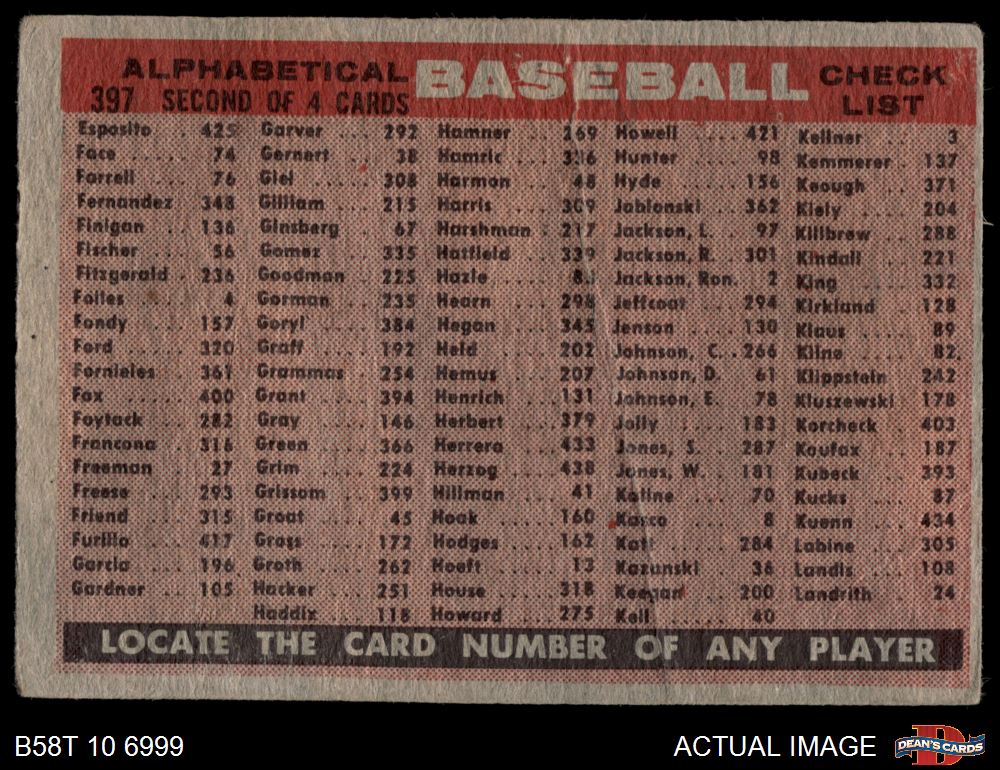 ALPHABETICAL BASEBALL CHECK LIST
397 SECOND OF 4 CARDS
Esposito . . 425
Face . . . . . 74
Farrell . . . 76
Fernandez 348
Finigan . . 136
Fischer . . . 56
Fitzgerald . 236
Foiles . . . . 4
Fondy . . . 157
Ford . . . . 320
Fornieles . . 361
Fox . . . . . 400
Foytack . . 282
Francona . 316
Freeman . . 27
Freese . . . 293
Friend . . . 315
Furillo . . . 417
Garcia . . . 196
Gardner . . 105
Garver . . . 292
Gernert . . . 38
Giel . . . . . 308
Gilliam . . . 215
Ginsberg . . 67
Gomez . . . 335
Goodman . . 225
Gorman . . . 235
Goryl . . . . 384
Graff . . . . 192
Grammas . . 254
Grant . . . . 394
Gray . . . . 146
Green . . . . 366
Grim . . . . 224
Grissom . . . 399
Groat . . . . 45
Gross . . . . 172
Groth . . . . 262
Hacker . . . 251
Haddix . . . 118
Hamner . . . 269
Hamric . . . 336
Harmon . . . 48
Harris . . . . 309
Harshman . 217
Hatfield . . . 339
Hazle . . . .
Hearn . . . . 298
Hegan . . . . 345
Held . . . . . 202
Hemus . . . 207
Henrich . . . 131
Herbert . . . 379
Herrera . . . 433
Herzog . . . 438
Hillman . . . 41
Hoak . . . . . 160
Hodges . . . . 162
Hoeft . . . . 13
House . . . . 318
Howard . . . . 275
Howell . . . . 421
Hunter . . . . 98
Hyde . . . . . 156
Jablonski . . 362
Jackson, L. . . 97
Jackson, R. . 301
Jackson, Ron. 2
Jeffcoat . . . 294
Jenson . . . . 130
Johnson, C. . . 266
Johnson, D. . 61
Johnson, E. . 78
Jolly . . . . . 183
Jones, S. . . 287
Jones, W. . . 181
Kaline . . . . 70
Kasco . . . . 8
Katt . . . . . 284
Kazanski . . . 36
Keegan . . . 200
Kell . . . . . 40
Kellner . . . 3
Kemmerer . 137
Keough . . . 371
Kiely . . . . 204
Killbrew . . . 288
Kindall . . . 221
King . . . . . 332
Kirkland . . . 128
Klaus . . . . 89
Kline . . . . 82
Klippstein . . 242
Kluszewski . 178
Korcheck . . 403
Koufax . . . 187
Kubeck . . . 393
Kucks . . . . 87
Kuenn . . . . 434
Labine . . . . 305
Landis . . . . 108
Landrith . . . 24
LOCATE THE CARD NUMBER OF ANY PLAYER
B58T 10 6999
ACTUAL IMAGE
D
DEAN'S CARDS